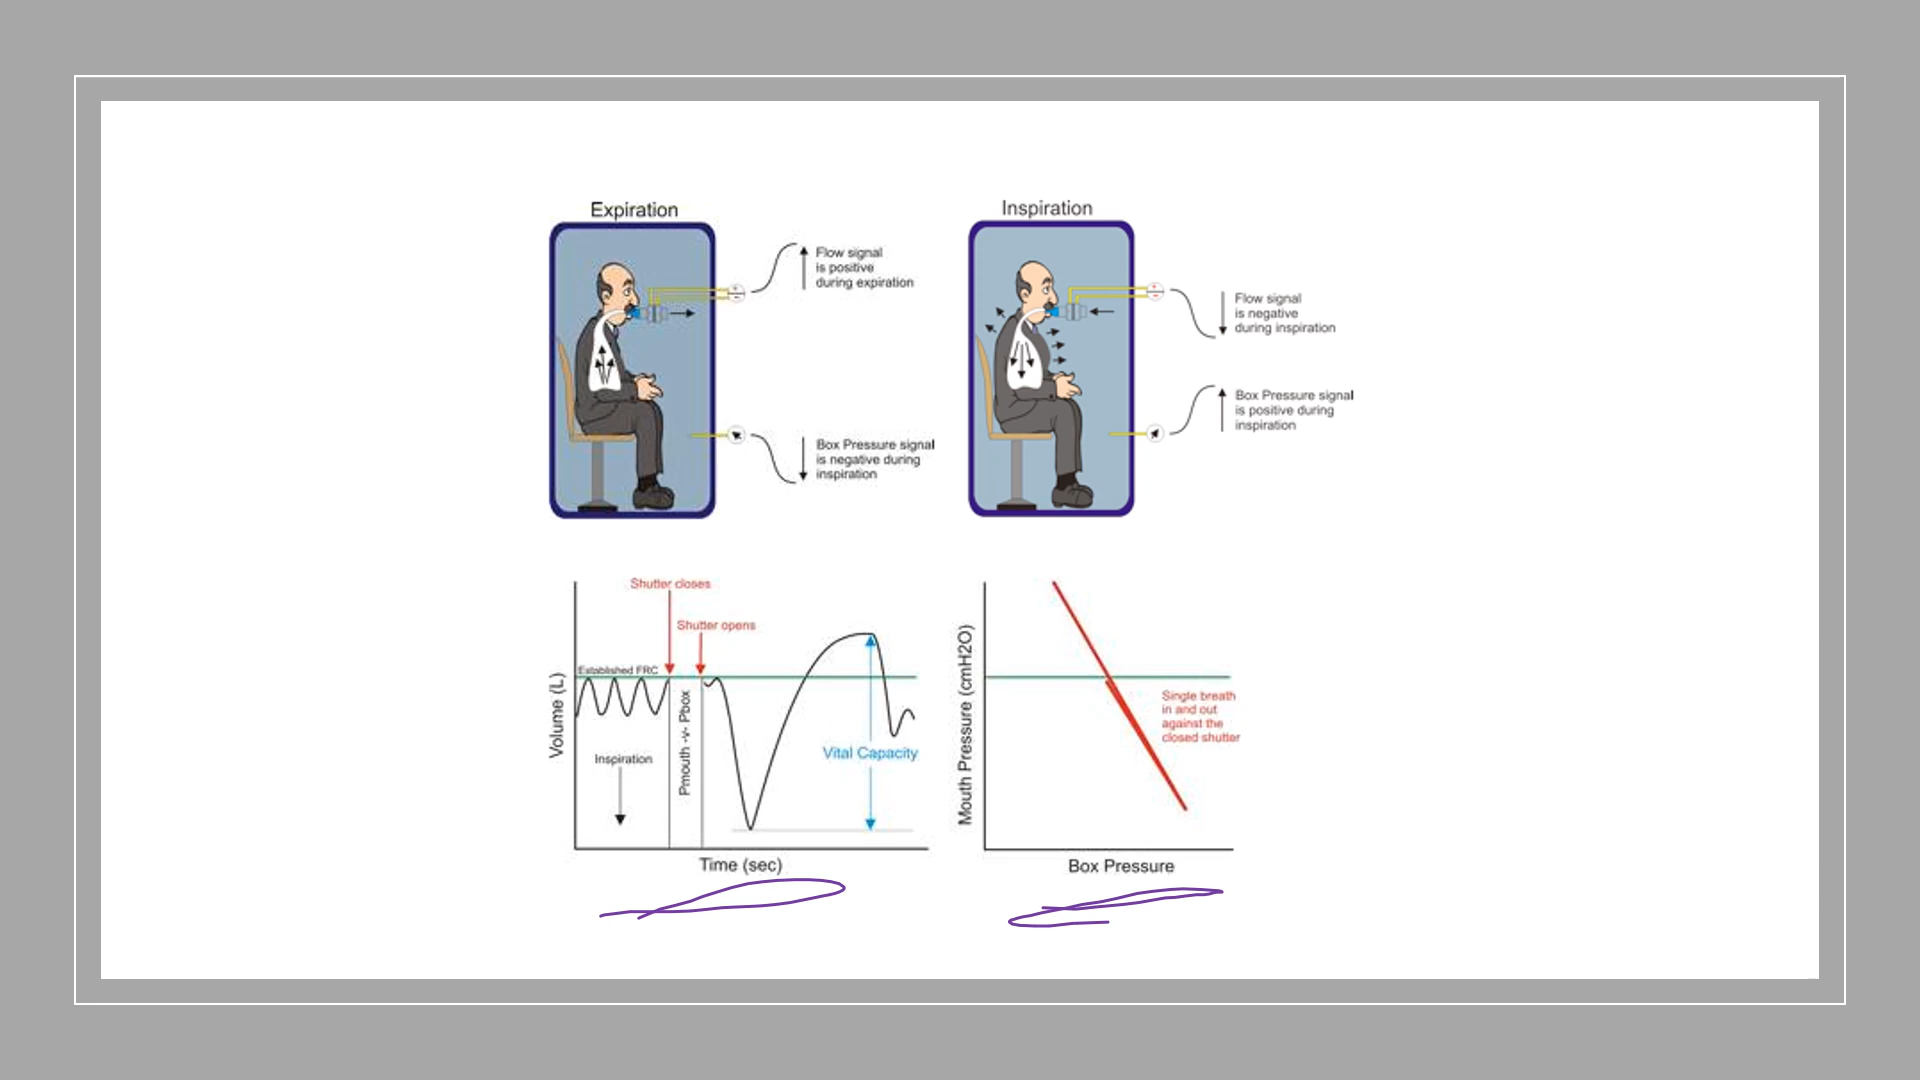 Expiration
Flow signal
is positive
during expiration
+
−
Box Pressure signal
is negative during
inspiration
Inspiration
+
−
Flow signal
is negative
during inspiration
Box Pressure signal
is positive during
inspiration
Shutter closes
Shutter opens
Established FRC
Volume (L)
Pmouth -v- Pbox
Inspiration
Vital Capacity
Time (sec)
Mouth Pressure (cmH2O)
Single breath
in and out
against the
closed shutter
Box Pressure